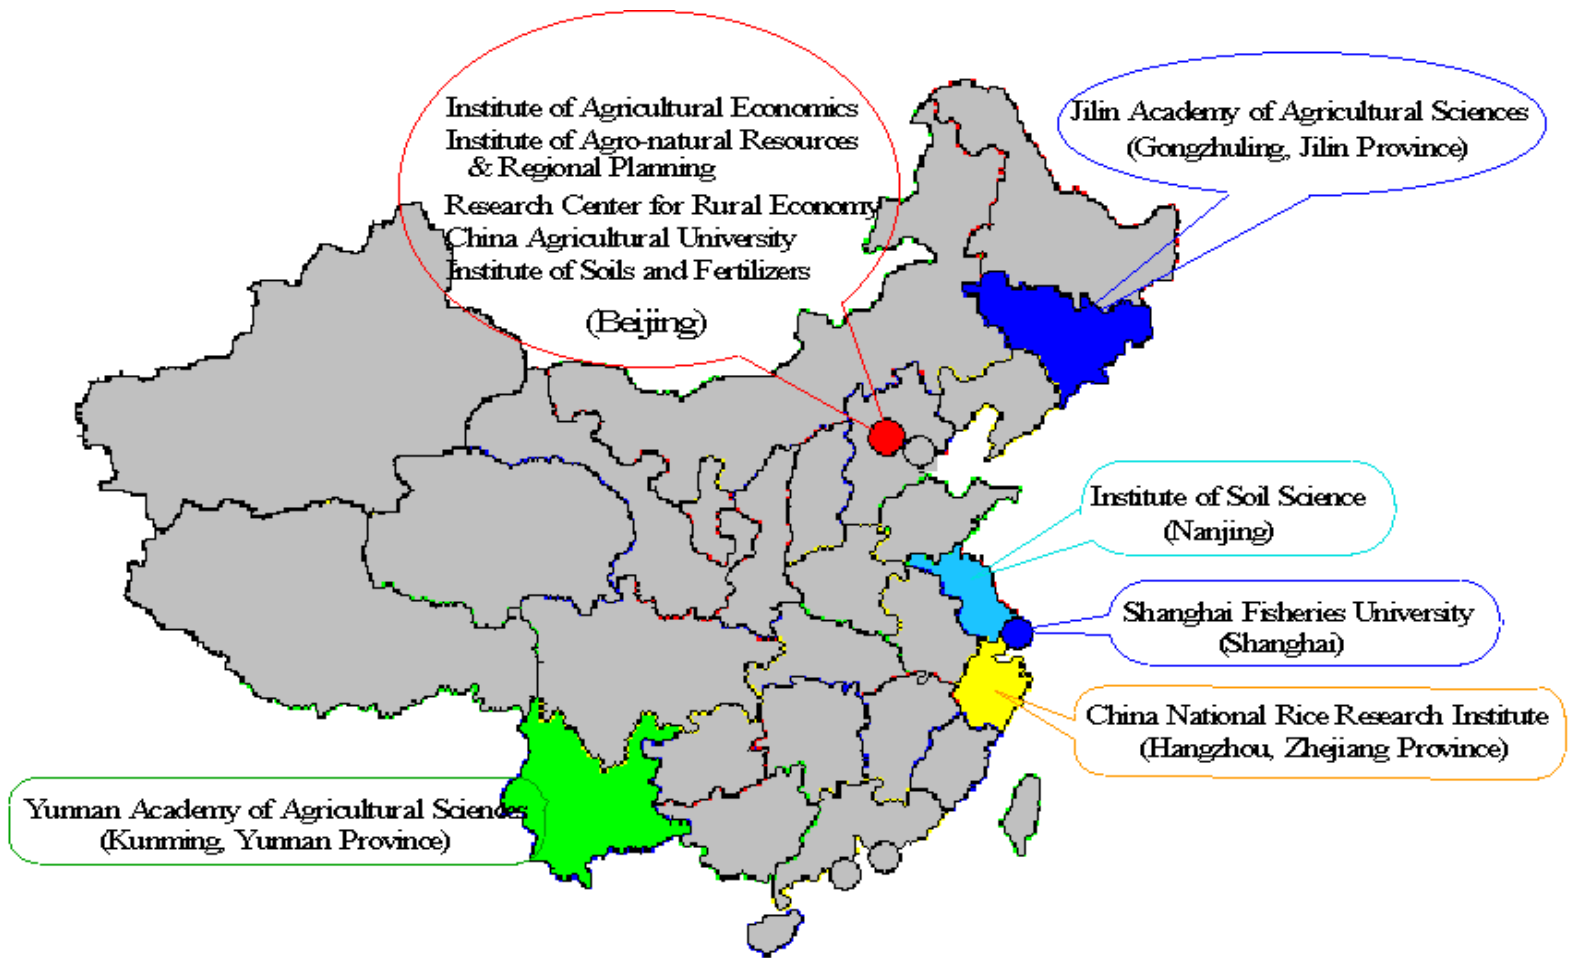 Institute of Agricultural Economics
Institute of Agro-natural Resources
& Regional Planning
Research Center for Rural Economy
China Agricultural University
Institute of Soils and Fertilizers
(Beijing)
Jilin Academy of Agricultural Sciences
(Gongzhuling, Jilin Province)
Institute of Soil Science
(Nanjing)
Shanghai Fisheries University
(Shanghai)
China National Rice Research Institute
(Hangzhou, Zhejiang Province)
Yunnan Academy of Agricultural Sciences
(Kunming, Yunnan Province)